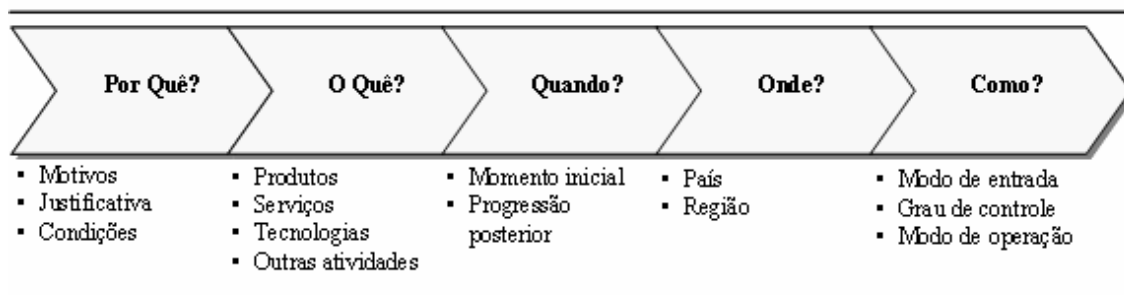 Por Quê?
O Quê?
Quando?
Onde?
Como?
▪ Motivos
▪ Justificativa
▪ Condições
▪ Produtos
▪ Serviços
▪ Tecnologias
▪ Outras atividades
▪ Momento inicial
▪ Progressão
posterior
▪ País
▪ Região
▪ Modo de entrada
▪ Grau de controle
▪ Modo de operação